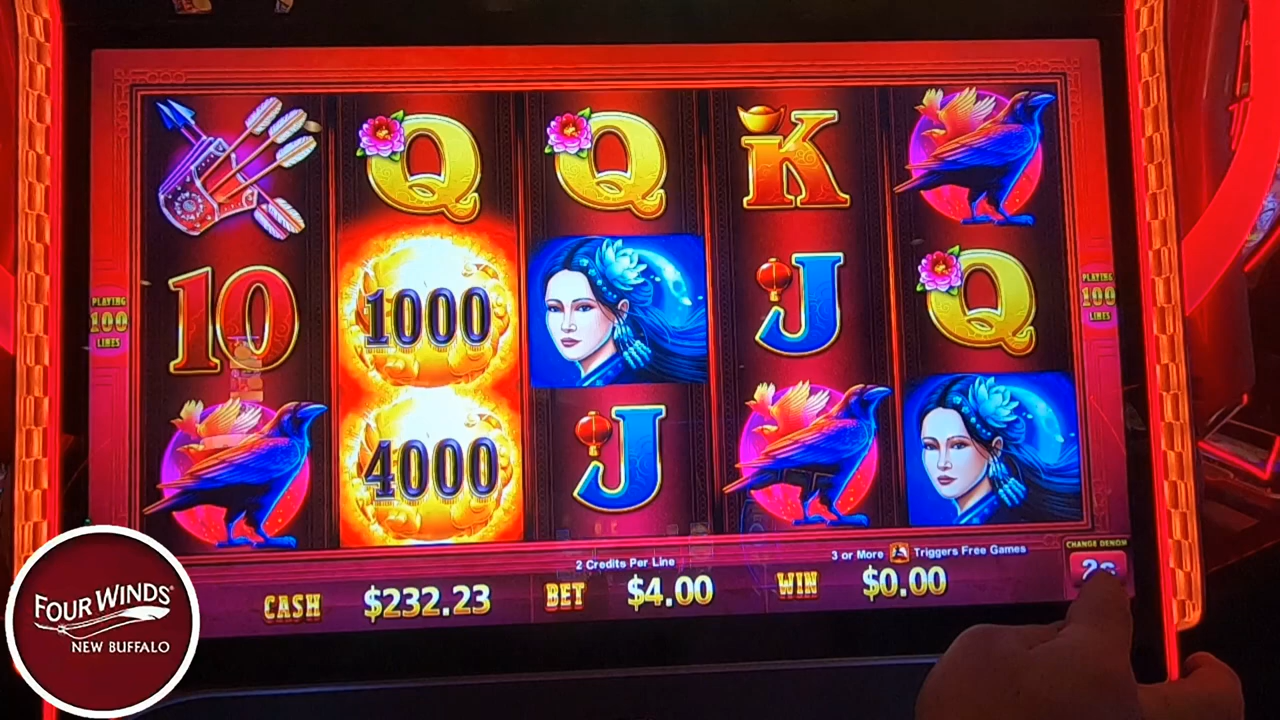 Q Q K
10 1000 J Q
4000 J
PLAYING
100
LINES
PLAYING
100
LINES
2 Credits Per Line
3 or More Triggers Free Games
CHANGE DENOM
CASH $232.23 BET $4.00 WIN $0.00
2¢
FOUR WINDS®
NEW BUFFALO